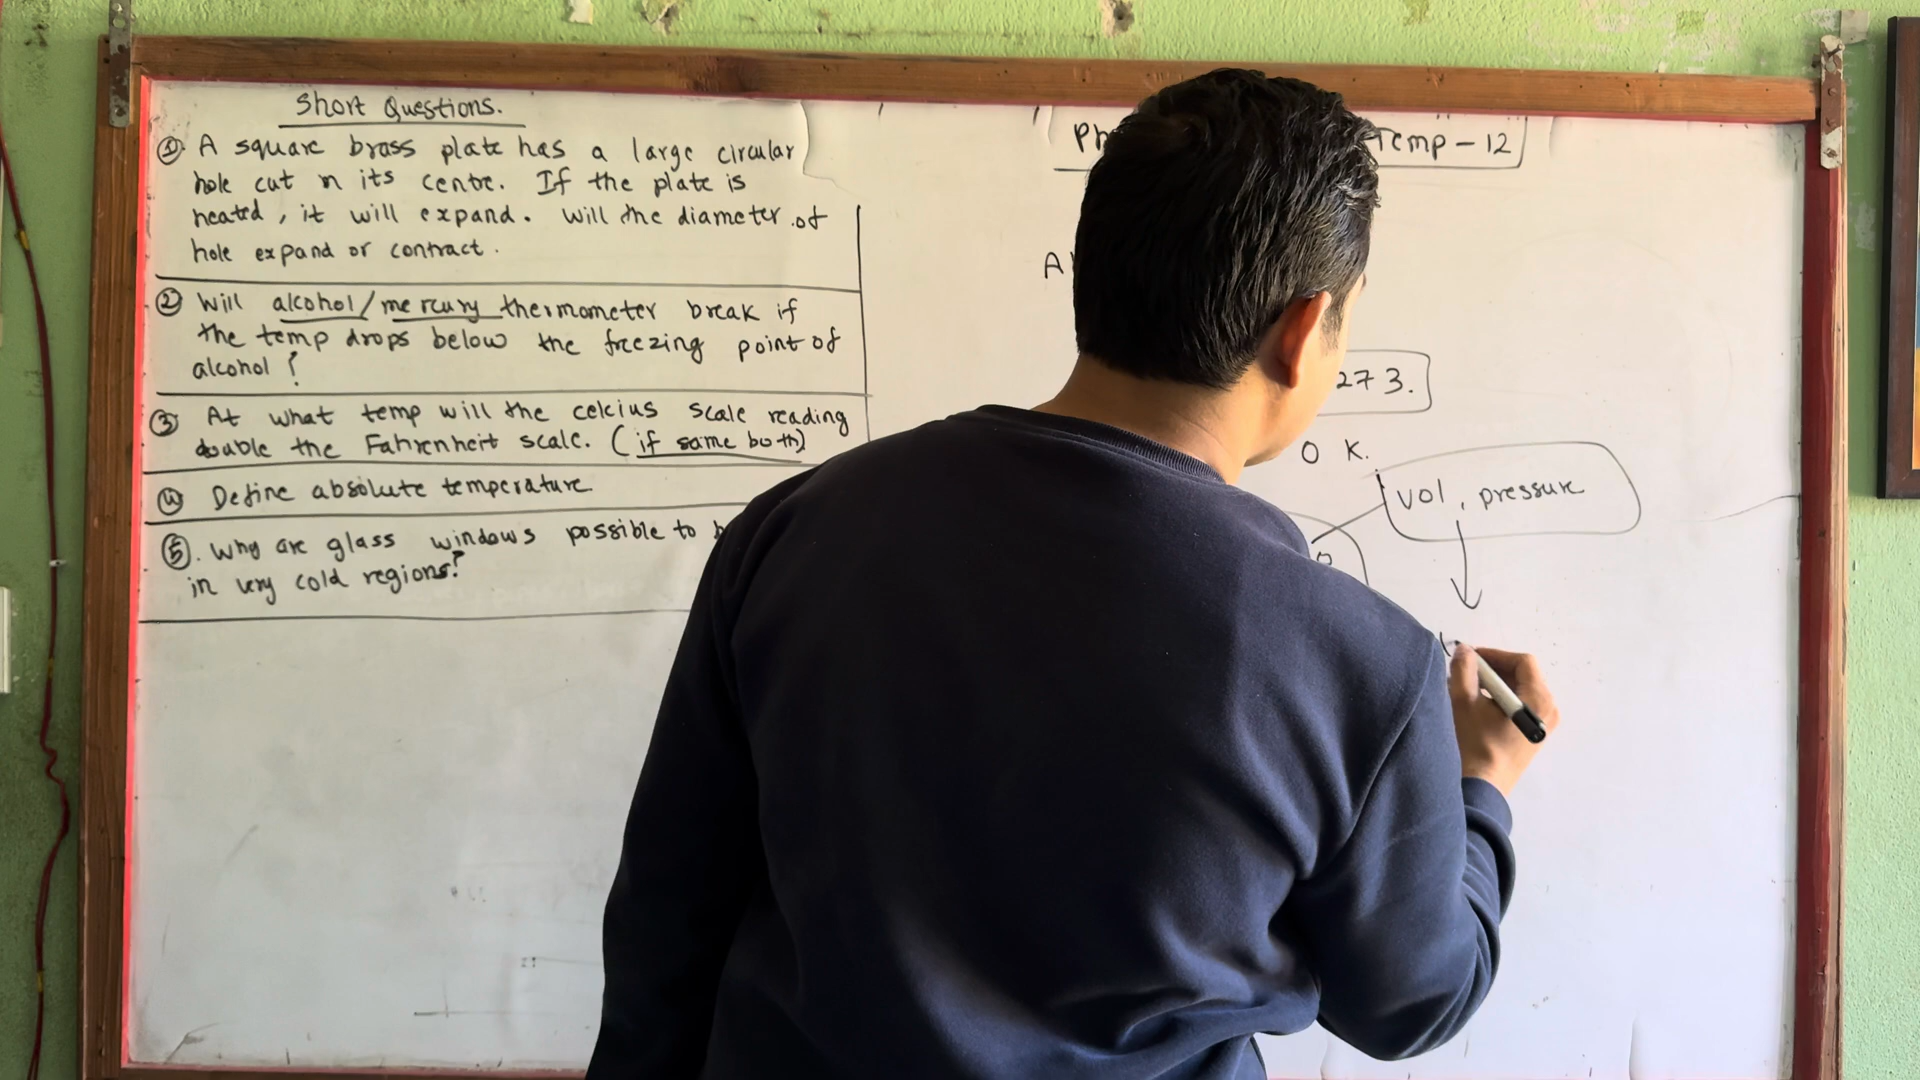 Short Questions.
① A square brass plate has a large circular
hole cut in its centre. If the plate is
heated, it will expand. Will the diameter of
hole expand or contract.
② Will alcohol/mercury thermometer break if
the temp drops below the freezing point of
alcohol?
③ At what temp will the celcius scale reading
double the Fahrenheit scale. (if same both)
④ Define absolute temperature
⑤. Why are glass windows possible to
in very cold regions?
Temp - 12
273.
0 K.
vol, pressure